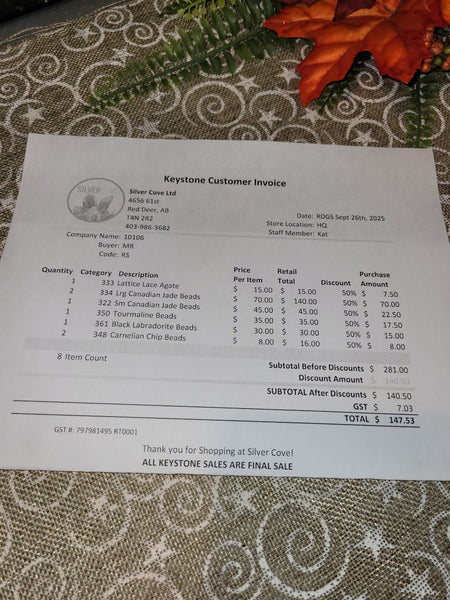 Keystone Customer Invoice
SILVER
Silver Cove Ltd
4656 61st
Red Deer, AB
T4N 2R2
403-986-3682
Date: RDGS Sept 26th, 2025
Store Location: HQ
Staff Member: Kat
Company Name: 10106
Buyer: MR
Code: RS
Quantity Category Description Price Per Item Retail Total Discount Purchase Amount
1 333 Lattice Lace Agate $ 15.00 $ 15.00 50% $ 7.50
2 334 Lrg Canadian Jade Beads $ 70.00 $ 140.00 50% $ 70.00
1 322 Sm Canadian Jade Beads $ 45.00 $ 45.00 50% $ 22.50
1 350 Tourmaline Beads $ 35.00 $ 35.00 50% $ 17.50
1 361 Black Labradorite Beads $ 30.00 $ 30.00 50% $ 15.00
2 348 Carnelian Chip Beads $ 8.00 $ 16.00 50% $ 8.00
8 Item Count
Subtotal Before Discounts $ 281.00
Discount Amount $ 140.50
SUBTOTAL After Discounts $ 140.50
GST $ 7.03
TOTAL $ 147.53
GST #: 797981495 RT0001
Thank you for Shopping at Silver Cove!
ALL KEYSTONE SALES ARE FINAL SALE